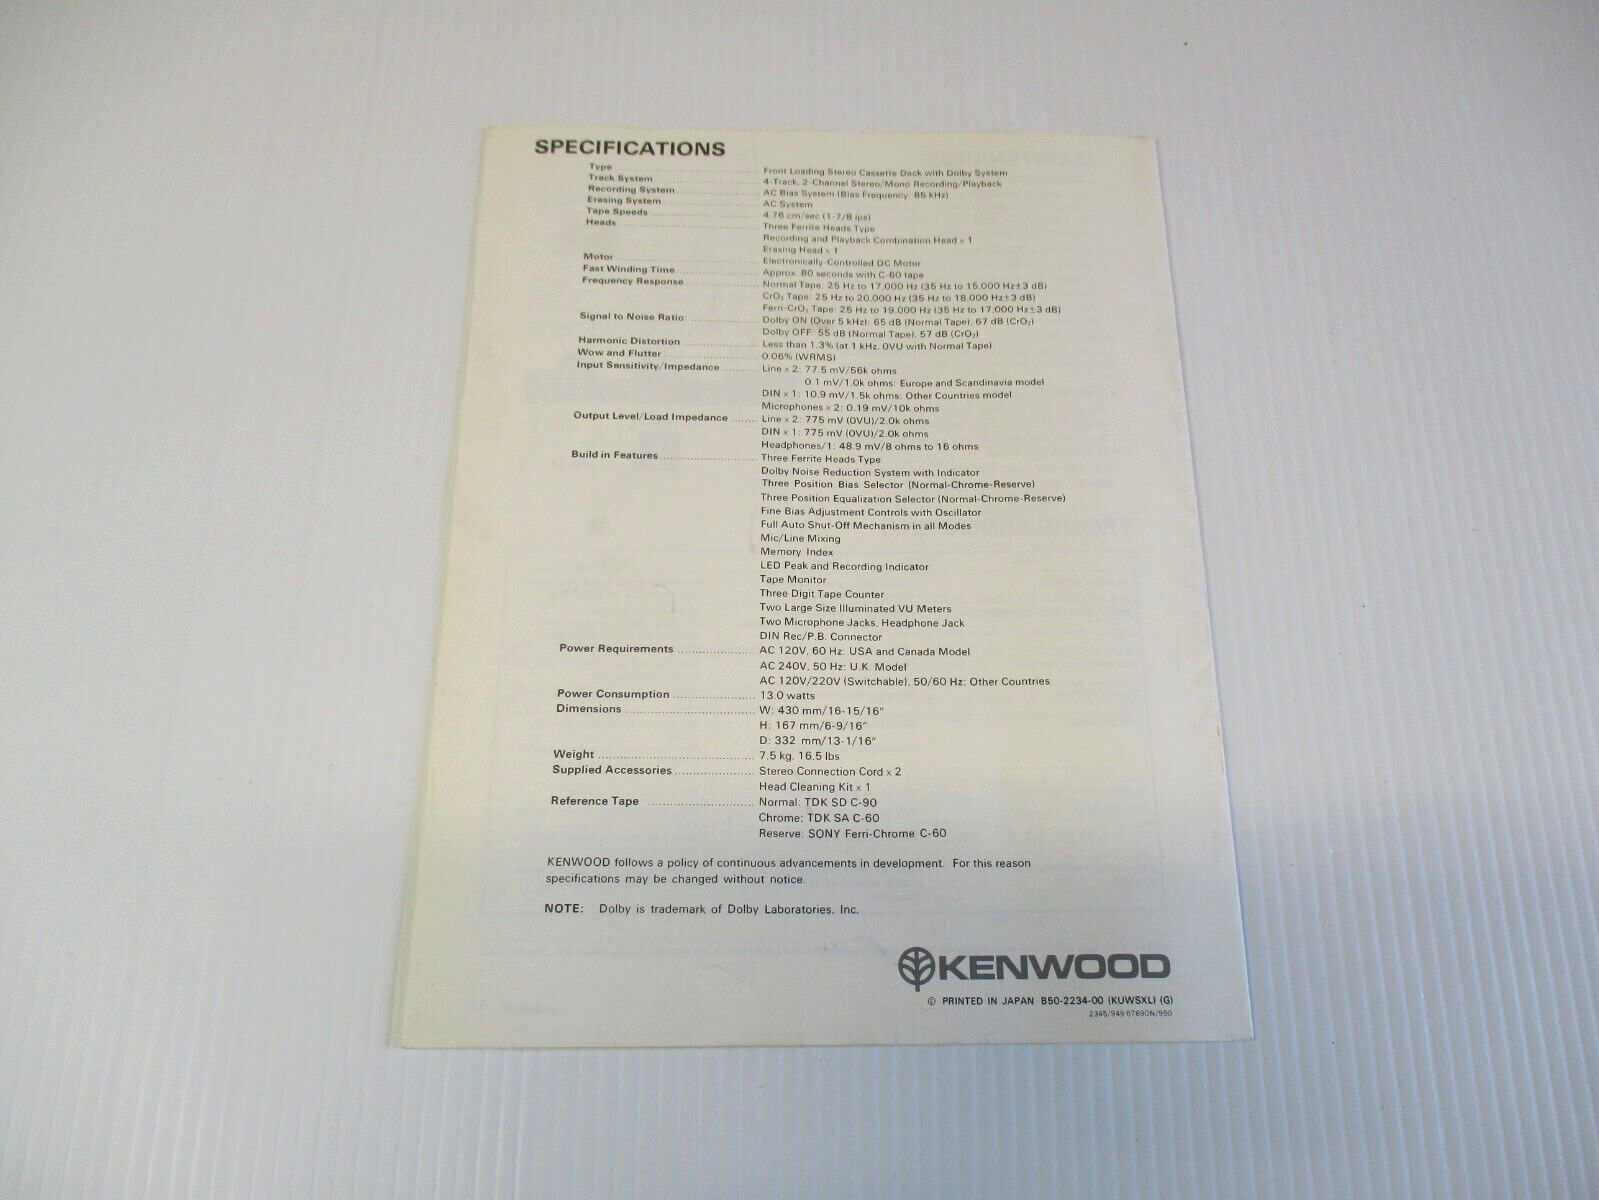 SPECIFICATIONS
Type ........ Front Loading Stereo Cassette Deck with Dolby System
Track System ........ 4-Track, 2-Channel Stereo/Mono Recording/Playback
Recording System ........ AC Bias System (Bias Frequency: 85 kHz)
Erasing System ........ AC System
Tape Speeds ........ 4.76 cm/sec (1-7/8 ips)
Heads ........ Three Ferrite Heads Type
Recording and Playback Combination Head × 1
Erasing Head × 1
Motor ........ Electronically-Controlled DC Motor
Fast Winding Time ........ Approx. 80 seconds with C-60 tape
Frequency Response ........ Normal Tape: 25 Hz to 17,000 Hz (35 Hz to 15,000 Hz±3 dB)
CrO₂ Tape: 25 Hz to 20,000 Hz (35 Hz to 18,000 Hz±3 dB)
Ferri-CrO₂ Tape: 25 Hz to 19,000 Hz (35 Hz to 17,000 Hz±3 dB)
Signal to Noise Ratio: ........ Dolby ON (Over 5 kHz): 65 dB (Normal Tape), 67 dB (CrO₂)
Dolby OFF: 55 dB (Normal Tape), 57 dB (CrO₂)
Harmonic Distortion ........ Less than 1.3% (at 1 kHz, 0VU with Normal Tape)
Wow and Flutter ........ 0.06% (WRMS)
Input Sensitivity/Impedance ........ Line × 2: 77.5 mV/56k ohms
0.1 mV/1.0k ohms: Europe and Scandinavia model
DIN × 1: 10.9 mV/1.5k ohms: Other Countries model
Microphones × 2: 0.19 mV/10k ohms
Output Level/Load Impedance ........ Line × 2: 775 mV (0VU)/2.0k ohms
DIN × 1: 775 mV (0VU)/2.0k ohms
Headphones/1: 48.9 mV/8 ohms to 16 ohms
Build in Features ........ Three Ferrite Heads Type
Dolby Noise Reduction System with Indicator
Three Position Bias Selector (Normal-Chrome-Reserve)
Three Position Equalization Selector (Normal-Chrome-Reserve)
Fine Bias Adjustment Controls with Oscillator
Full Auto Shut-Off Mechanism in all Modes
Mic/Line Mixing
Memory Index
LED Peak and Recording Indicator
Tape Monitor
Three Digit Tape Counter
Two Large Size Illuminated VU Meters
Two Microphone Jacks, Headphone Jack
DIN Rec/P.B. Connector
Power Requirements ........ AC 120V, 60 Hz: USA and Canada Model
AC 240V, 50 Hz: U.K. Model
AC 120V/220V (Switchable), 50/60 Hz: Other Countries
Power Consumption ........ 13.0 watts
Dimensions ........ W: 430 mm/16-15/16"
H: 167 mm/6-9/16"
D: 332 mm/13-1/16"
Weight ........ 7.5 kg, 16.5 lbs
Supplied Accessories ........ Stereo Connection Cord × 2
Head Cleaning Kit × 1
Reference Tape ........ Normal: TDK SD C-90
Chrome: TDK SA C-60
Reserve: SONY Ferri-Chrome C-60
KENWOOD follows a policy of continuous advancements in development. For this reason
specifications may be changed without notice.
NOTE: Dolby is trademark of Dolby Laboratories, Inc.
KENWOOD
© PRINTED IN JAPAN B50-2234-00 (KUWSXL) (G)